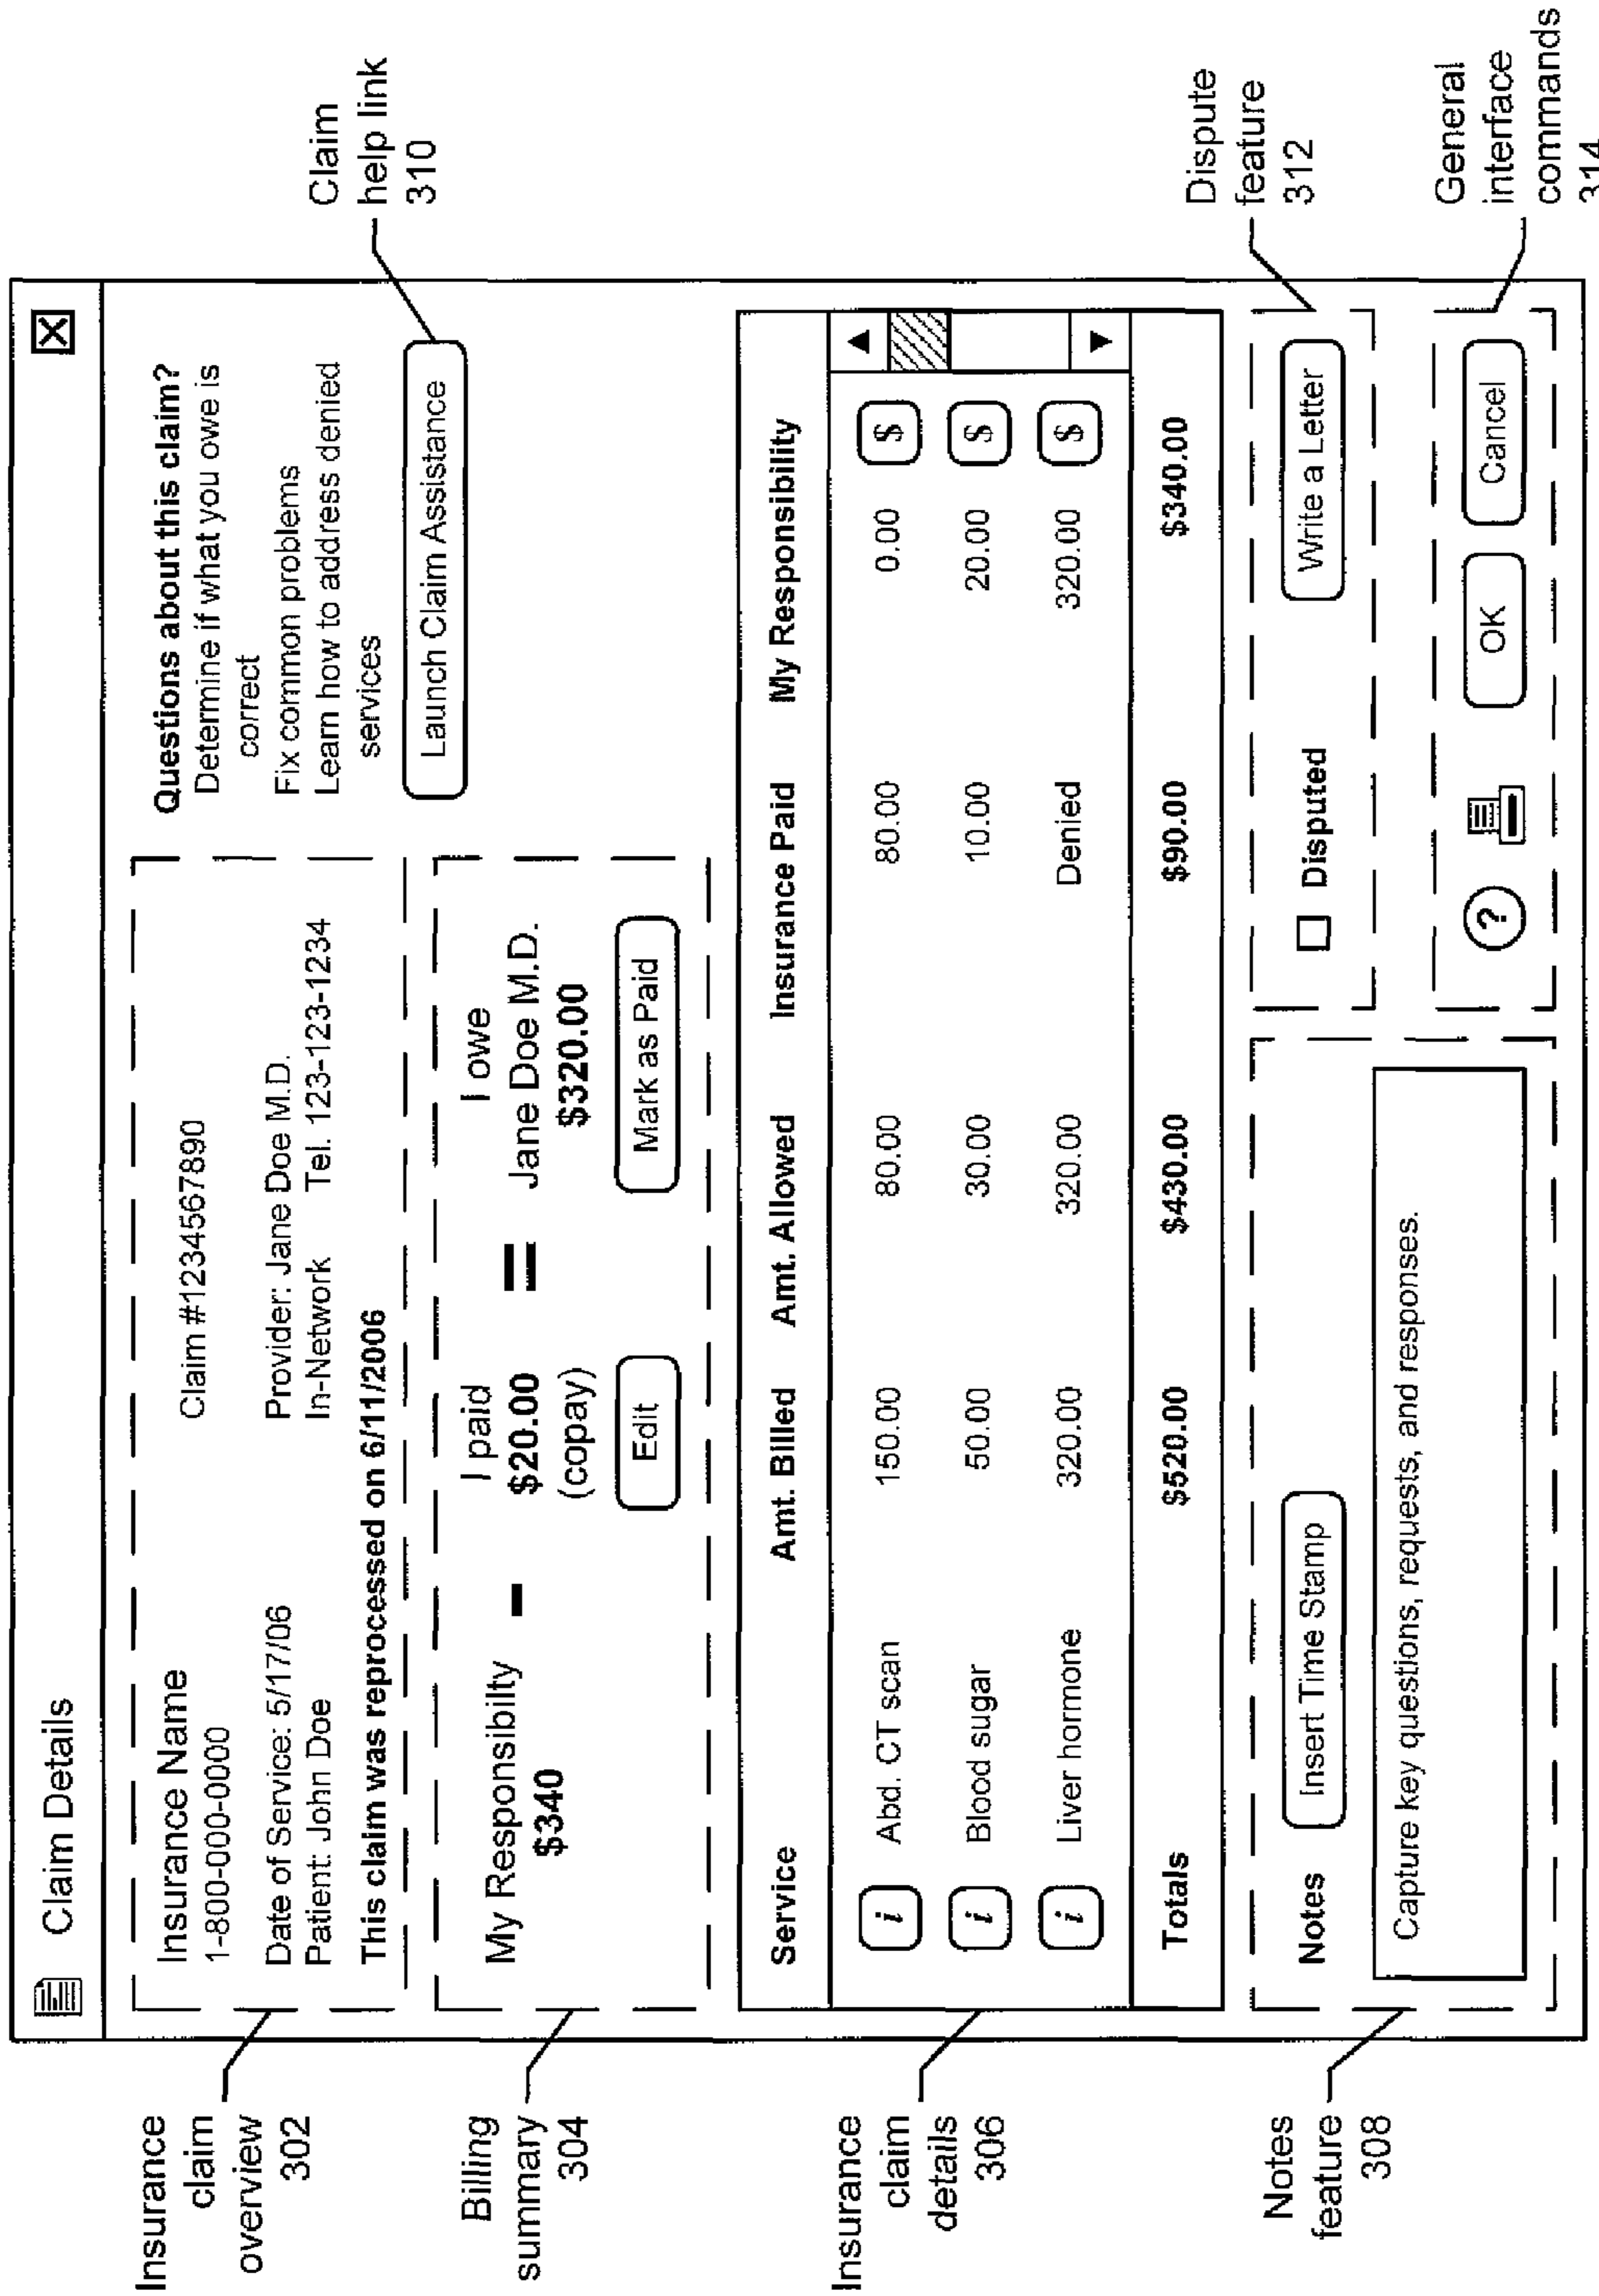 Claim Details
Insurance Name
1-800-000-0000
Claim #1234567890
Date of Service: 5/17/06
Patient: John Doe
Provider: Jane Doe M.D.
In-Network Tel. 123-123-1234
This claim was reprocessed on 6/11/2006
Questions about this claim?
Determine if what you owe is
correct
Fix common problems
Learn how to address denied
services
Launch Claim Assistance
Claim
help link
310
Insurance
claim
overview
302
My Responsibilty
$340
-
I paid
$20.00
(copay)
Edit
=
I owe
Jane Doe M.D.
$320.00
Mark as Paid
Billing
summary
304
Service Amt. Billed Amt. Allowed Insurance Paid My Responsibility
i Abd. CT scan 150.00 80.00 80.00 0.00 $
i Blood sugar 50.00 30.00 10.00 20.00 $
i Liver hormone 320.00 320.00 Denied 320.00 $
Totals $520.00 $430.00 $90.00 $340.00
Insurance
claim
details
306
Notes Insert Time Stamp
Capture key questions, requests, and responses.
Notes
feature
308
Disputed Write a Letter
Dispute
feature
312
? OK Cancel
General
interface
commands
314